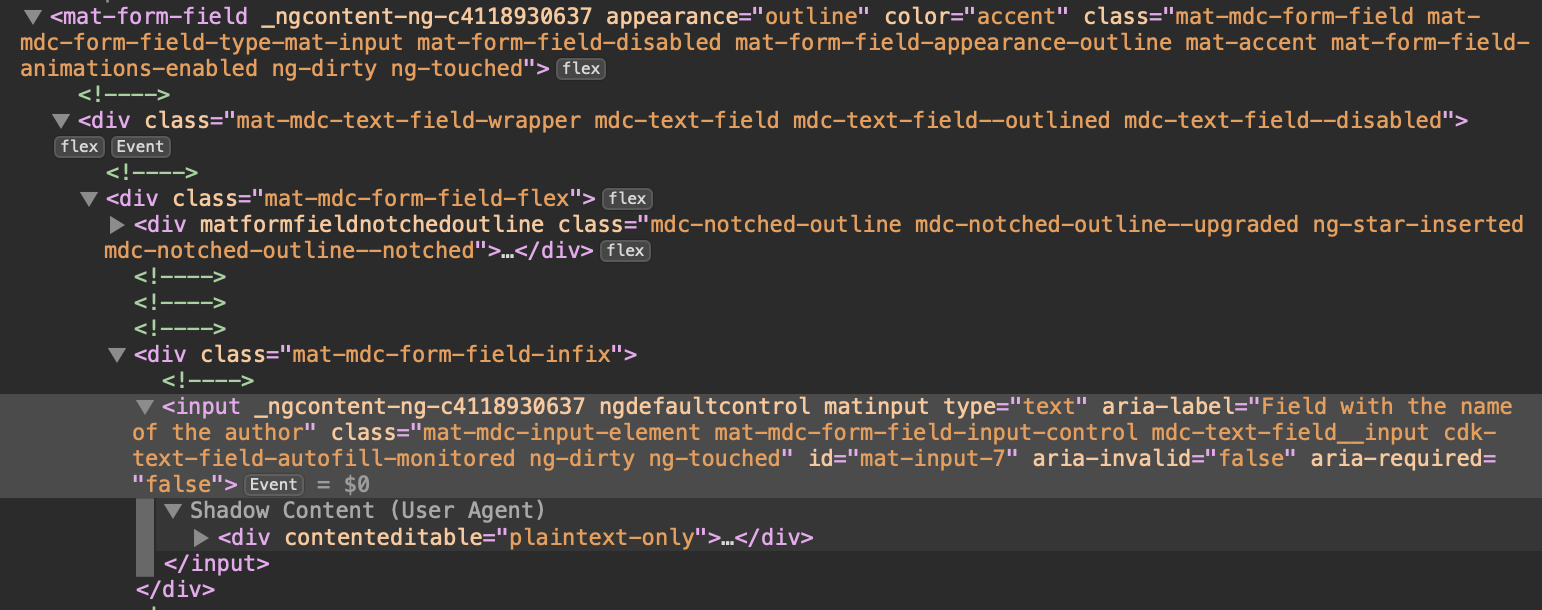 ▼<mat-form-field _ngcontent-ng-c4118930637 appearance="outline" color="accent" class="mat-mdc-form-field mat-
mdc-form-field-type-mat-input mat-form-field-disabled mat-form-field-appearance-outline mat-accent mat-form-field-
animations-enabled ng-dirty ng-touched"> flex
<!---->
▼<div class="mat-mdc-text-field-wrapper mdc-text-field mdc-text-field--outlined mdc-text-field--disabled">
flex Event
<!---->
▼<div class="mat-mdc-form-field-flex"> flex
▶<div matformfieldnotchedoutline class="mdc-notched-outline mdc-notched-outline--upgraded ng-star-inserted
mdc-notched-outline--notched">…</div> flex
<!---->
<!---->
<!---->
▼<div class="mat-mdc-form-field-infix">
<!---->
▼<input _ngcontent-ng-c4118930637 ngdefaultcontrol matinput type="text" aria-label="Field with the name
of the author" class="mat-mdc-input-element mat-mdc-form-field-input-control mdc-text-field__input cdk-
text-field-autofill-monitored ng-dirty ng-touched" id="mat-input-7" aria-invalid="false" aria-required=
"false"> Event = $0
▼Shadow Content (User Agent)
▶<div contenteditable="plaintext-only">…</div>
</input>
</div>